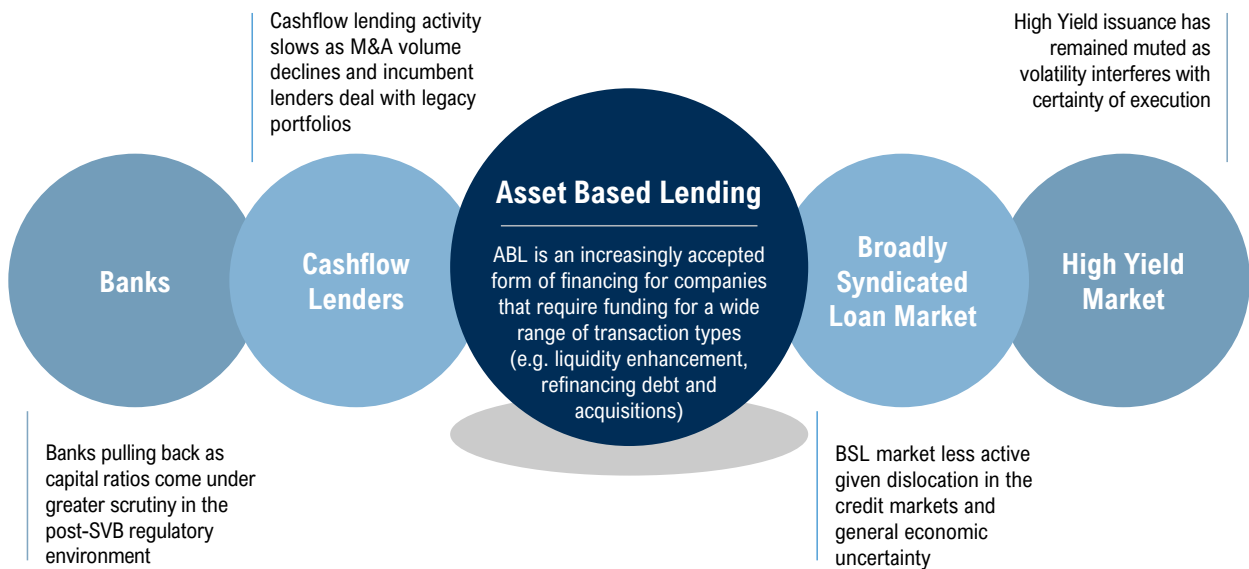 Cashflow lending activity
slows as M&A volume
declines and incumbent
lenders deal with legacy
portfolios
High Yield issuance has
remained muted as
volatility interferes with
certainty of execution
Banks
Cashflow
Lenders
Asset Based Lending
ABL is an increasingly accepted
form of financing for companies
that require funding for a wide
range of transaction types
(e.g. liquidity enhancement,
refinancing debt and
acquisitions)
Broadly
Syndicated
Loan Market
High Yield
Market
Banks pulling back as
capital ratios come under
greater scrutiny in the
post-SVB regulatory
environment
BSL market less active
given dislocation in the
credit markets and
general economic
uncertainty